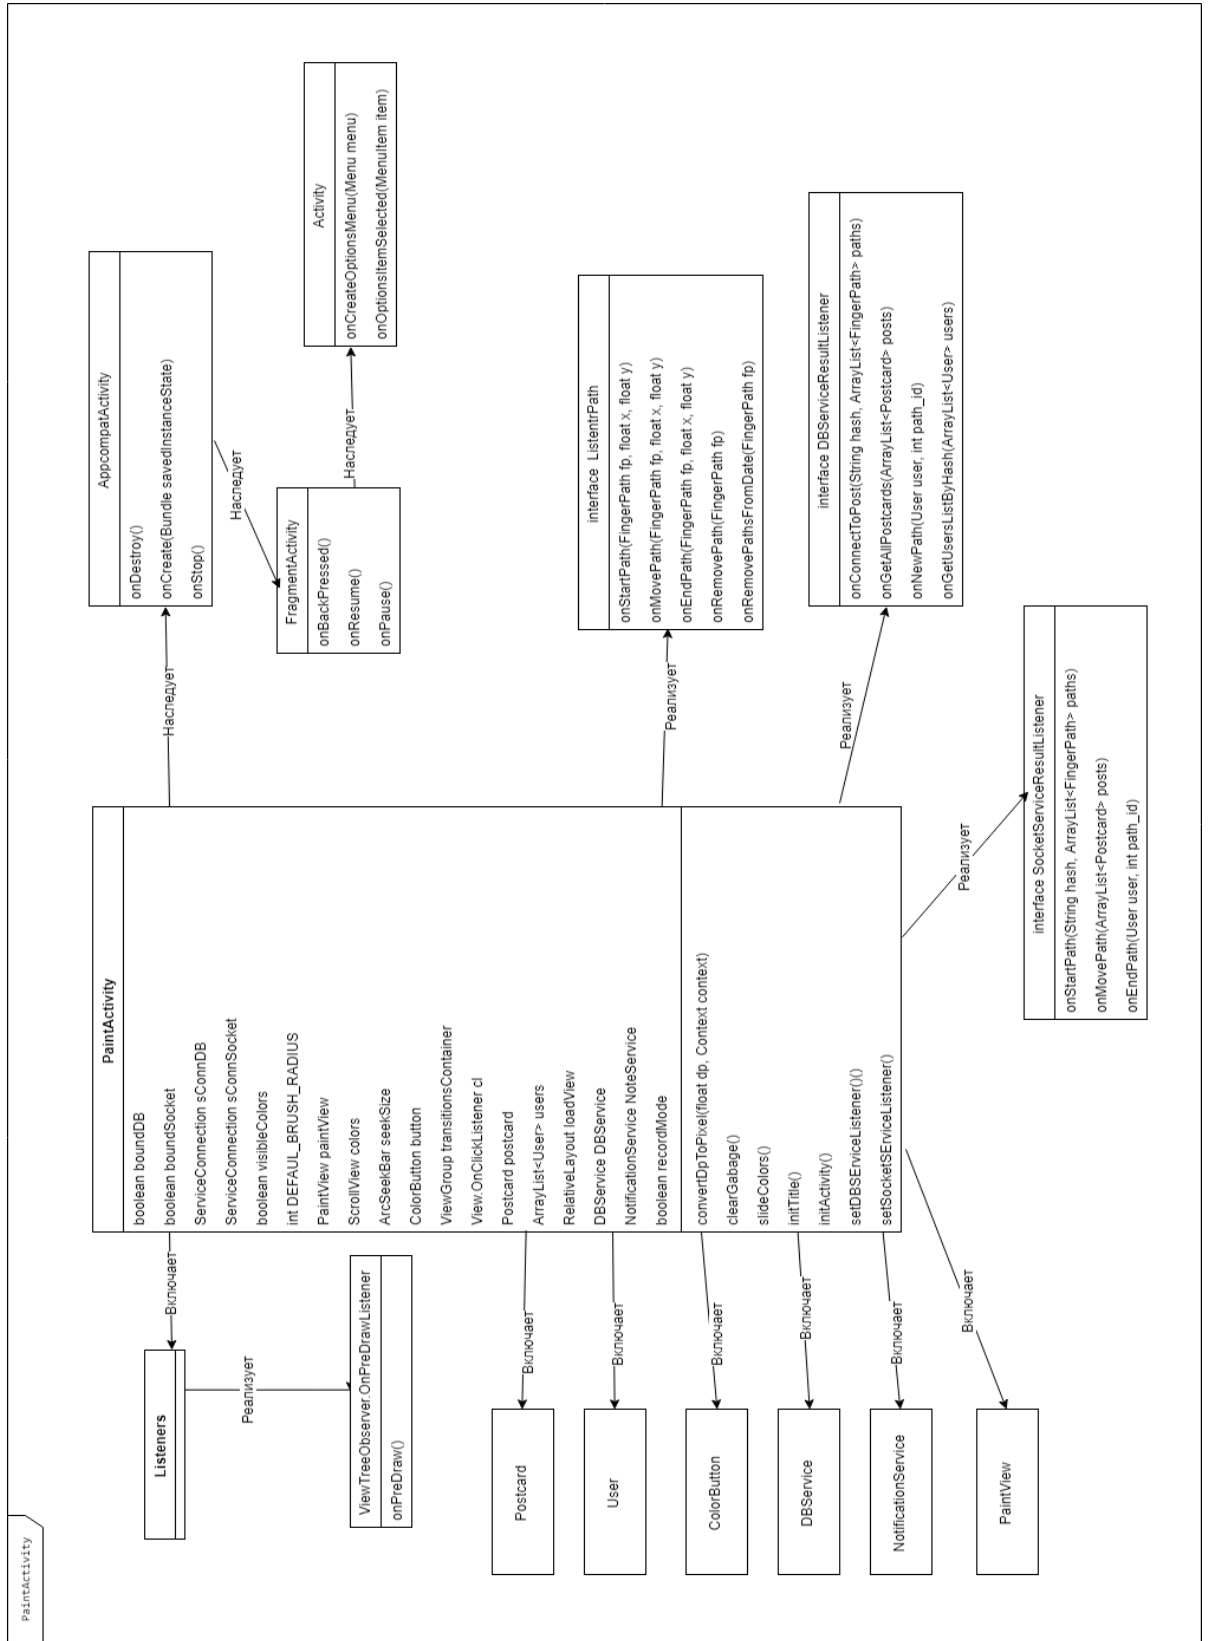 PaintActivity
Listeners
Включает
Реализует
ViewTreeObserver.OnPreDrawListener
onPreDraw()
Postcard
User
ColorButton
DBService
NotificationService
PaintView
Включает
Включает
Включает
Включает
Включает
Включает
PaintActivity
boolean boundDB
boolean boundSocket
ServiceConnection sConnDB
ServiceConnection sConnSocket
boolean visibleColors
int DEFAUL_BRUSH_RADIUS
PaintView paintView
ScrollView colors
ArcSeekBar seekSize
ColorButton button
ViewGroup transitionsContainer
View.OnClickListener cl
Postcard postcard
ArrayList<User> users
RelativeLayout loadView
DBService DBService
NotificationService NoteService
boolean recordMode
convertDpToPixel(float dp, Context context)
clearGabage()
slideColors()
initTitle()
initActivity()
setDBSErviceListener()()
setSocketSErviceListener()
Наследует
Реализует
Реализует
Реализует
AppcompatActivity
onDestroy()
onCreate(Bundle savedInstanceState)
onStop()
Наследует
FragmentActivity
onBackPressed()
onResume()
onPause()
Наследует
Activity
onCreateOptionsMenu(Menu menu)
onOptionsItemSelected(MenuItem item)
interface ListentrPath
onStartPath(FingerPath fp, float x, float y)
onMovePath(FingerPath fp, float x, float y)
onEndPath(FingerPath fp, float x, float y)
onRemovePath(FingerPath fp)
onRemovePathsFromDate(FingerPath fp)
interface DBServiceResultListener
onConnectToPost(String hash, ArrayList<FingerPath> paths)
onGetAllPostcards(ArrayList<Postcard> posts)
onNewPath(User user, int path_id)
onGetUsersListByHash(ArrayList<User> users)
interface SocketServiceResultListener
onStartPath(String hash, ArrayList<FingerPath> paths)
onMovePath(ArrayList<Postcard> posts)
onEndPath(User user, int path_id)